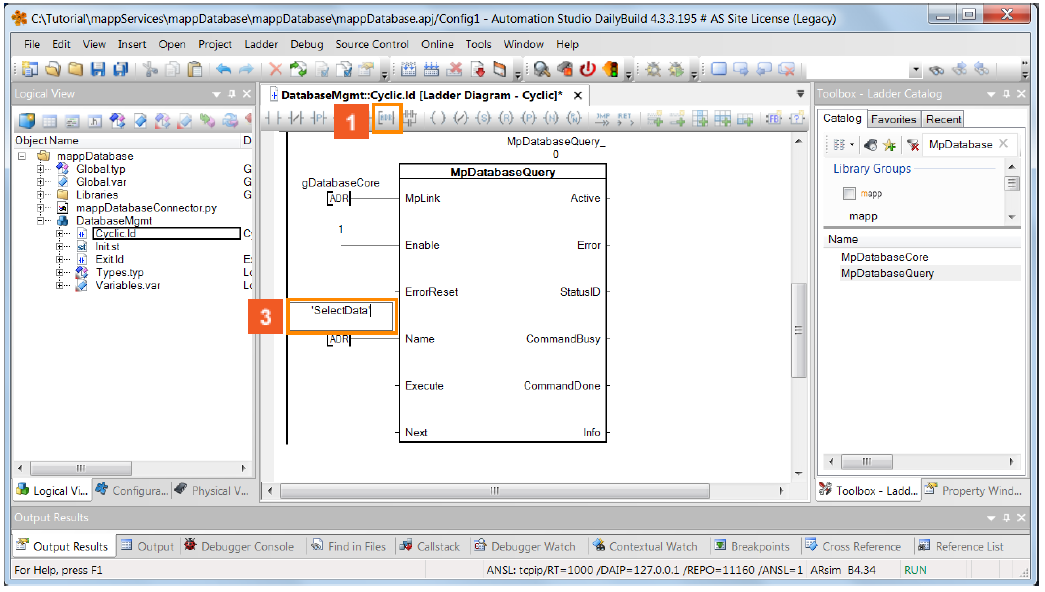 C:\Tutorial\mappServices\mappDatabase\mappDatabase\mappDatabase.apj/Config1 - Automation Studio DailyBuild 4.3.3.195 # AS Site License (Legacy)
File Edit View Insert Open Project Ladder Debug Source Control Online Tools Window Help
Logical View
DatabaseMgmt::Cyclic.ld [Ladder Diagram - Cyclic]*
Toolbox - Ladder Catalog
1
Catalog Favorites Recent
Object Name D
mappDatabase
Global.typ G
Global.var G
Libraries G
mappDatabaseConnector.py
DatabaseMgmt
Cyclic.ld
Init.st
Exit.ld
Types.typ
Variables.var
MpDatabaseQuery_
0
MpDatabaseQuery
gDatabaseCore
ADR
MpLink Active
1
Enable Error
ErrorReset StatusID
3
'SelectData'
ADR
Name CommandBusy
Execute CommandDone
Next Info
MpDatabase
Library Groups
mapp
mapp
Name
MpDatabaseCore
MpDatabaseQuery
Logical Vi... Configura... Physical V...
Toolbox - Ladd... Property Wind...
Output Results
Output Results Output Debugger Console Find in Files Callstack Debugger Watch Contextual Watch Breakpoints Cross Reference Reference List
For Help, press F1 ANSL: tcpip/RT=1000 /DAIP=127.0.0.1 /REPO=11160 /ANSL=1 ARsim B4.34 RUN